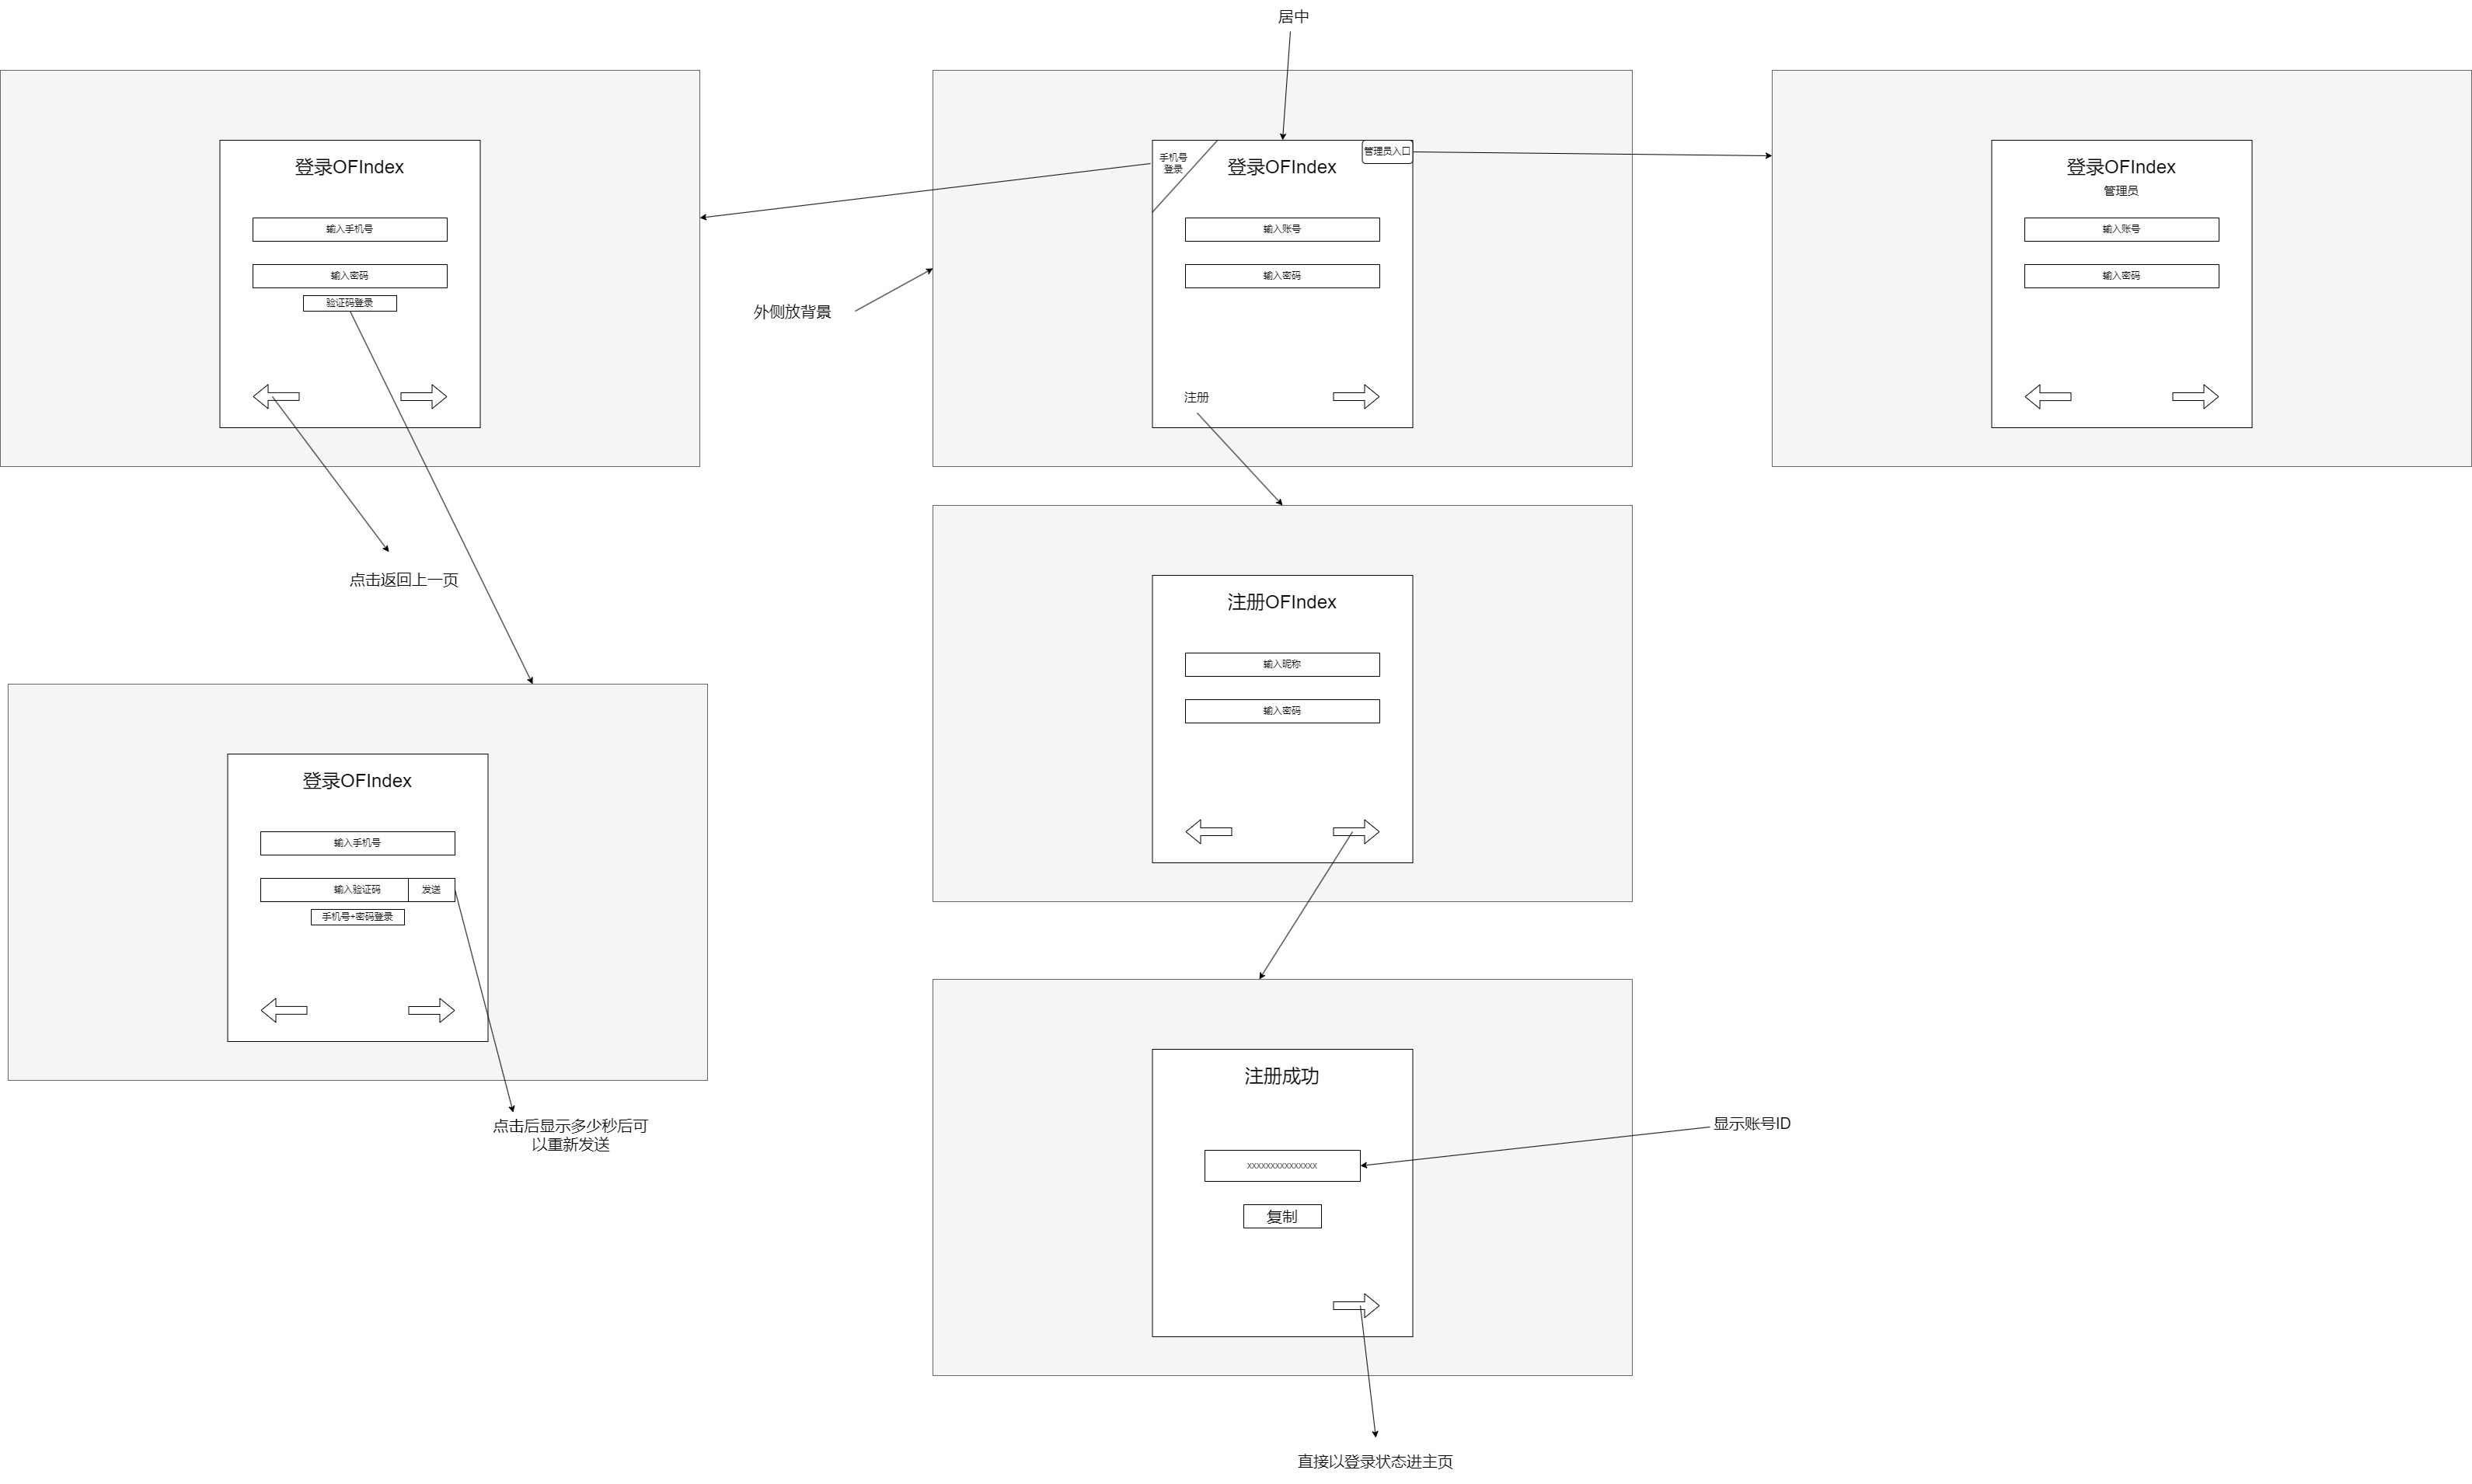 居中
登录OFIndex
输入手机号
输入密码
验证码登录
手机号
登录
登录OFIndex
管理员入口
输入账号
输入密码
注册
外侧放背景
登录OFIndex
管理员
输入账号
输入密码
点击返回上一页
注册OFIndex
输入昵称
输入密码
登录OFIndex
输入手机号
输入验证码
发送
手机号+密码登录
点击后显示多少秒后可
以重新发送
注册成功
xxxxxxxxxxxxxxx
复制
显示账号ID
直接以登录状态进主页